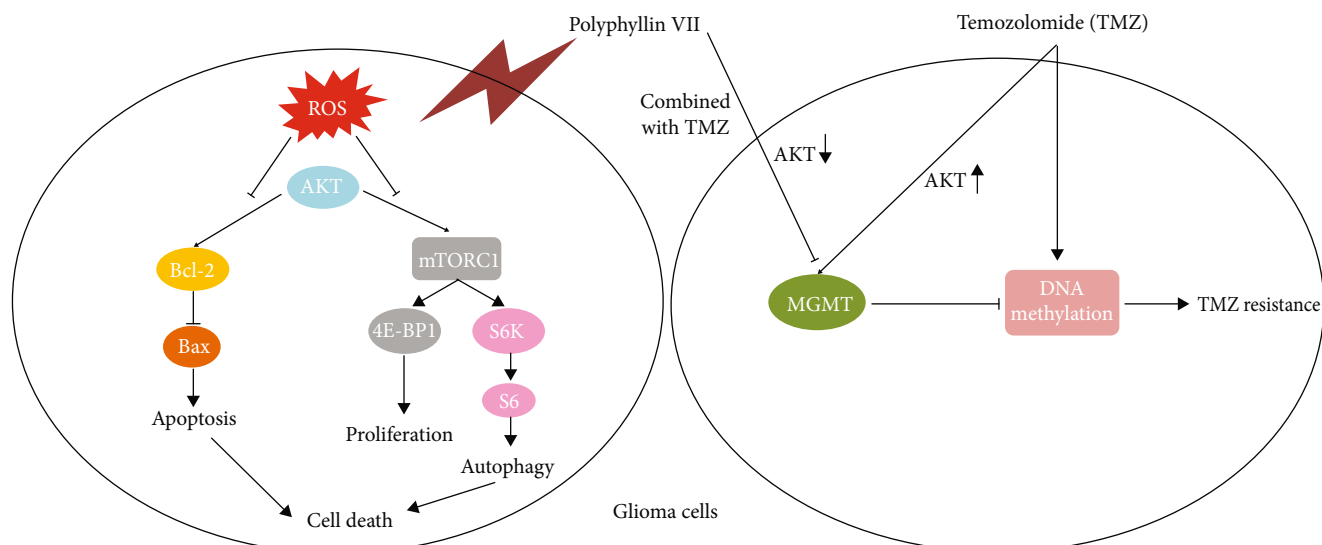 Polyphyllin VII
Temozolomide (TMZ)
ROS
Combined
with TMZ
AKT
AKT
AKT
Bcl-2
mTORC1
MGMT
DNA
methylation
TMZ resistance
Bax
4E-BP1
S6K
S6
Apoptosis
Proliferation
Autophagy
Cell death
Glioma cells